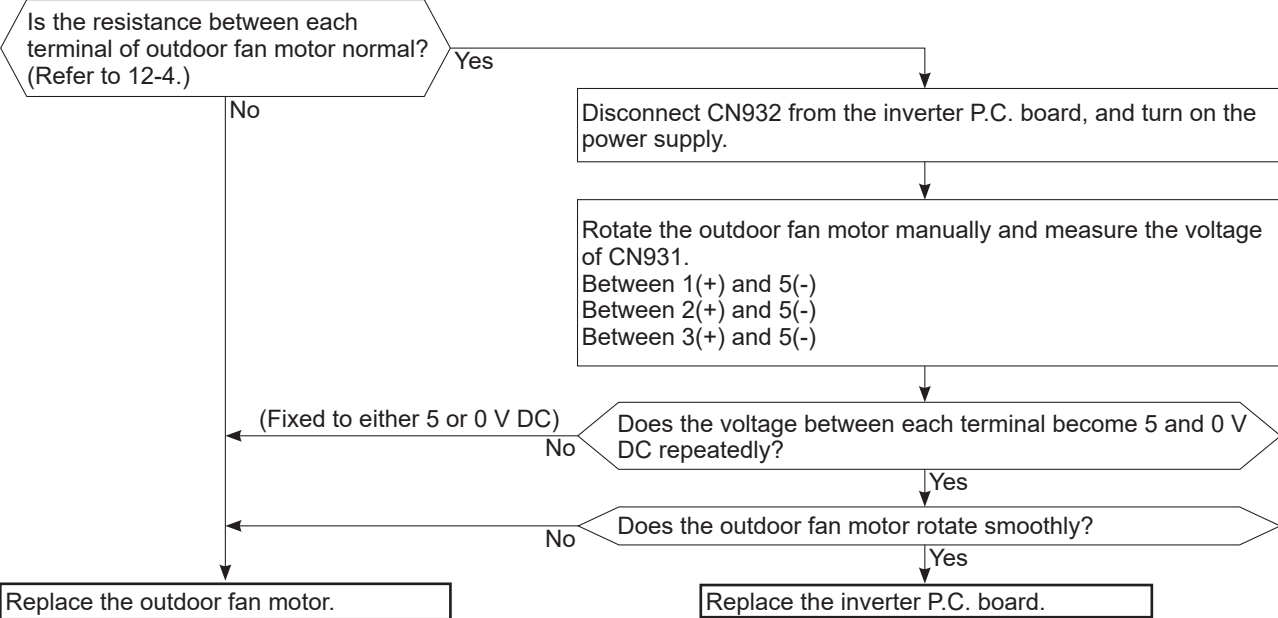 Is the resistance between each
terminal of outdoor fan motor normal?
(Refer to 12-4.)
Yes
No
Disconnect CN932 from the inverter P.C. board, and turn on the
power supply.
Rotate the outdoor fan motor manually and measure the voltage
of CN931.
Between 1(+) and 5(-)
Between 2(+) and 5(-)
Between 3(+) and 5(-)
(Fixed to either 5 or 0 V DC)
No
Does the voltage between each terminal become 5 and 0 V
DC repeatedly?
Yes
Does the outdoor fan motor rotate smoothly?
No
Yes
Replace the outdoor fan motor.
Replace the inverter P.C. board.